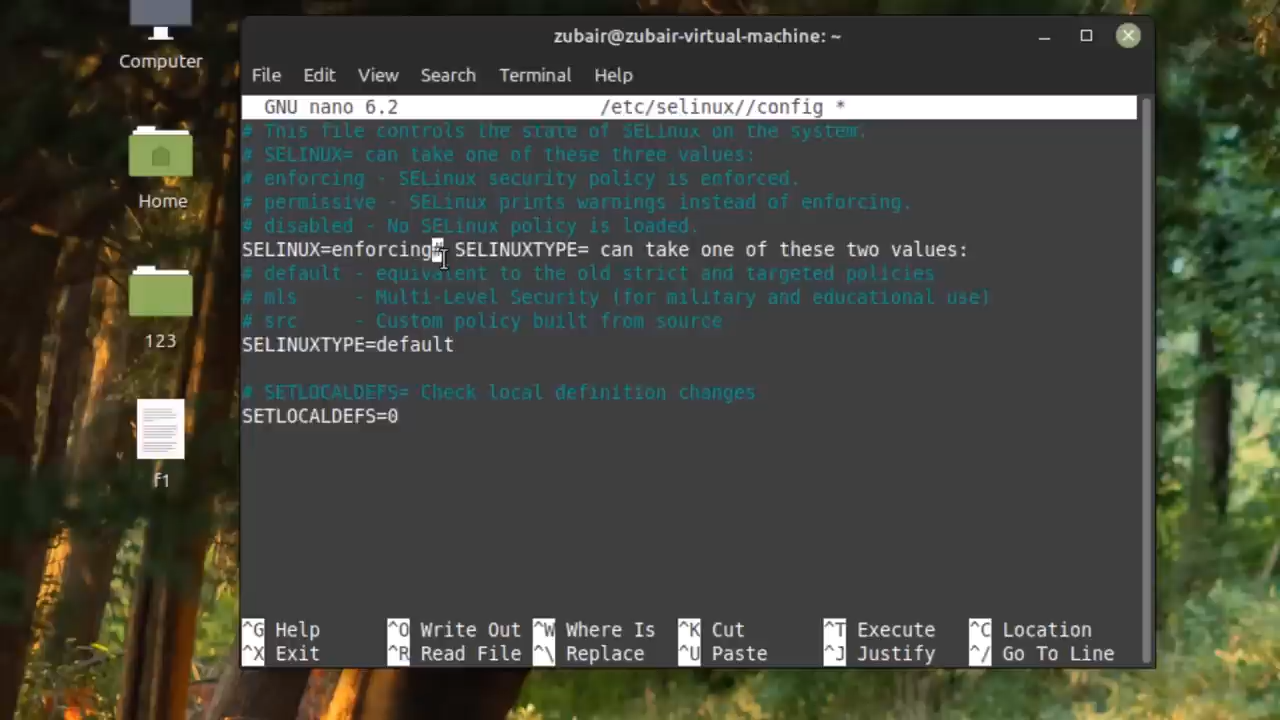 Computer
Home
123
f1
zubair@zubair-virtual-machine: ~
File Edit View Search Terminal Help
GNU nano 6.2 /etc/selinux//config *
# This file controls the state of SELinux on the system.
# SELINUX= can take one of these three values:
# enforcing - SELinux security policy is enforced.
# permissive - SELinux prints warnings instead of enforcing.
# disabled - No SELinux policy is loaded.
SELINUX=enforcing# SELINUXTYPE= can take one of these two values:
# default - equivalent to the old strict and targeted policies
# mls     - Multi-Level Security (for military and educational use)
# src     - Custom policy built from source
SELINUXTYPE=default
# SETLOCALDEFS= Check local definition changes
SETLOCALDEFS=0
^G Help ^O Write Out ^W Where Is ^K Cut ^T Execute ^C Location
^X Exit ^R Read File ^\ Replace ^U Paste ^J Justify ^/ Go To Line